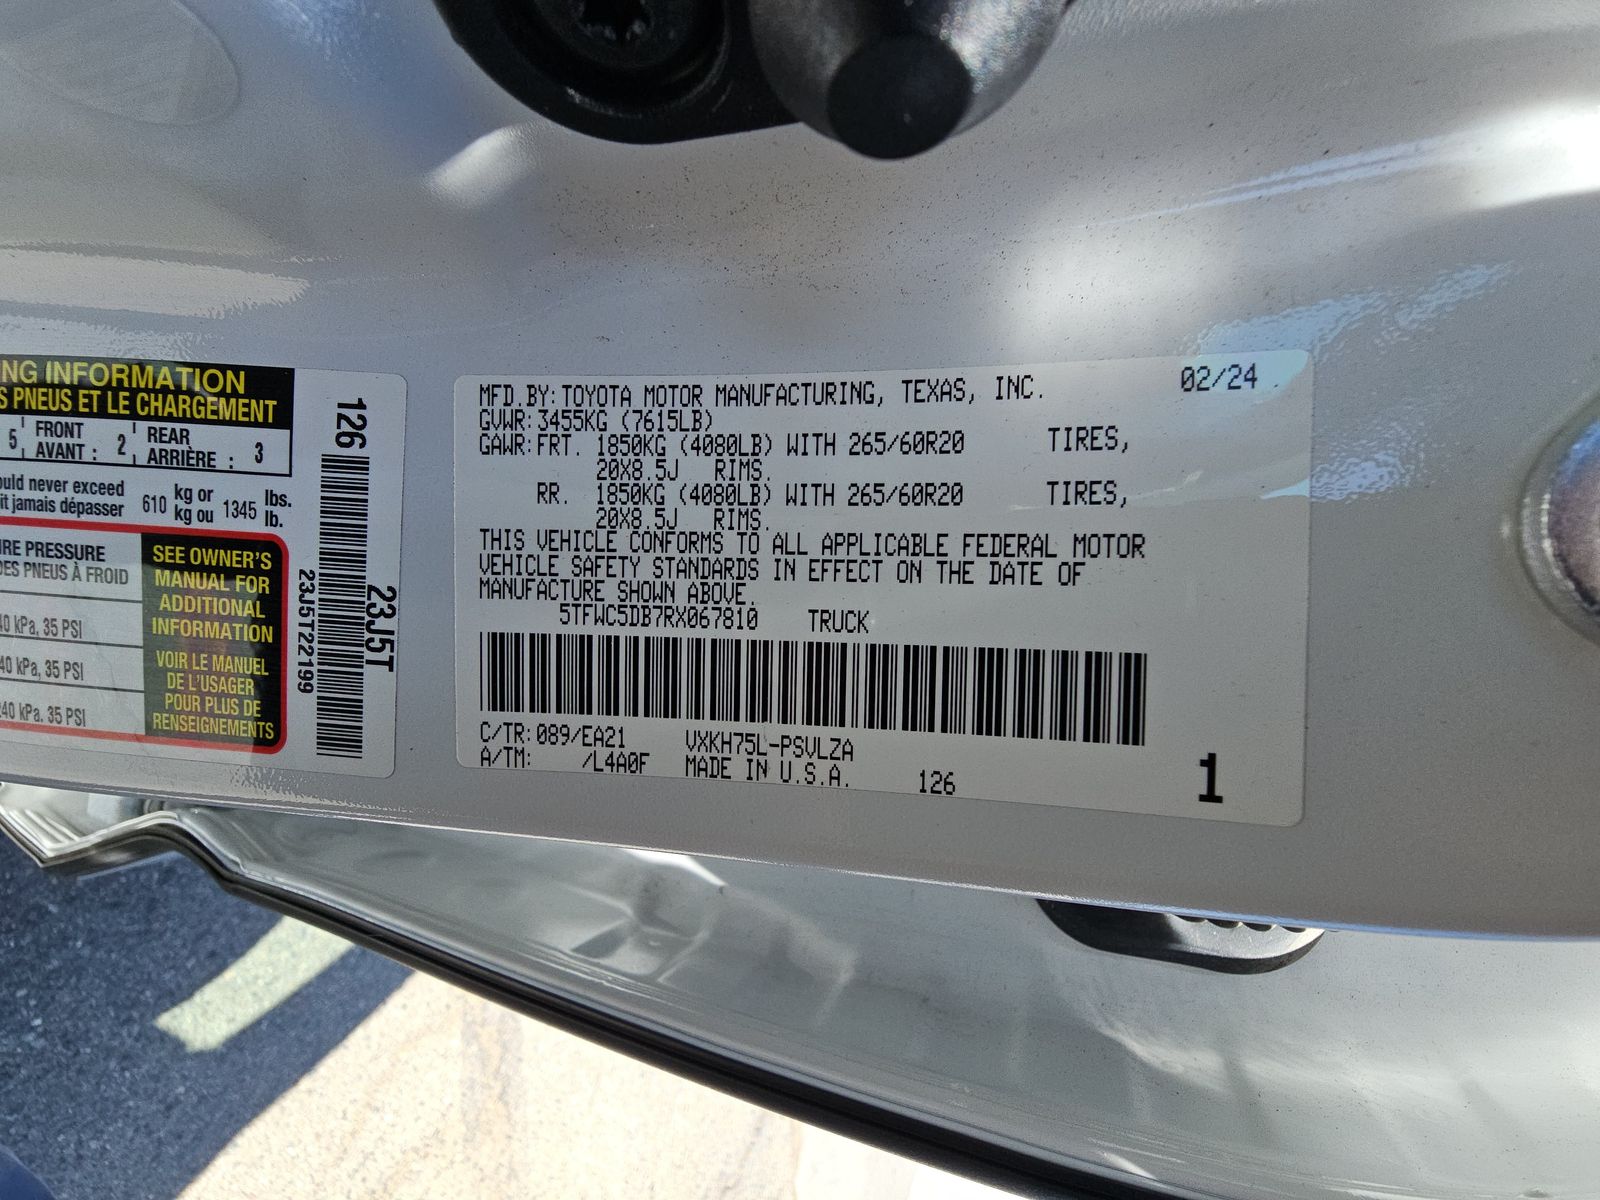 NG INFORMATION
S PNEUS ET LE CHARGEMENT
5 FRONT AVANT : 2 REAR ARRIÈRE : 3
ould never exceed
it jamais dépasser
610 kg or kg ou 1345 lbs. lb.
RE PRESSURE
DES PNEUS À FROID
40 kPa, 35 PSI
40 kPa, 35 PSI
240 kPa, 35 PSI
SEE OWNER'S
MANUAL FOR
ADDITIONAL
INFORMATION
VOIR LE MANUEL
DE L'USAGER
POUR PLUS DE
RENSEIGNEMENTS
126
23J5T
23J5T22199
MFD.BY:TOYOTA MOTOR MANUFACTURING, TEXAS, INC. 02/24
GVWR:3455KG (7615LB)
GAWR:FRT. 1850KG (4080LB) WITH 265/60R20 TIRES,
20X8.5J RIMS.
RR. 1850KG (4080LB) WITH 265/60R20 TIRES,
20X8.5J RIMS.
THIS VEHICLE CONFORMS TO ALL APPLICABLE FEDERAL MOTOR
VEHICLE SAFETY STANDARDS IN EFFECT ON THE DATE OF
MANUFACTURE SHOWN ABOVE.
5TFWC5DB7RX067810 TRUCK
C/TR:089/EA21 VXKH75L-PSVLZA
A/TM: /L4A0F MADE IN U.S.A. 126
1